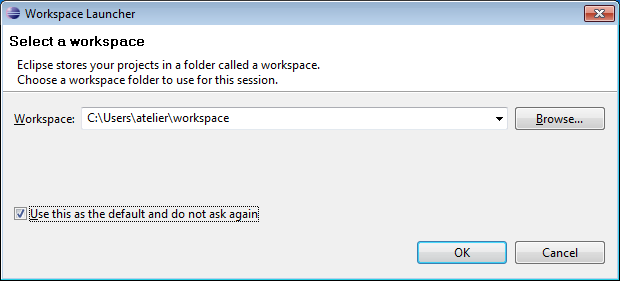 Workspace Launcher
Select a workspace
Eclipse stores your projects in a folder called a workspace.
Choose a workspace folder to use for this session.
Workspace: C:\Users\atelier\workspace Browse...
Use this as the default and do not ask again
OK Cancel